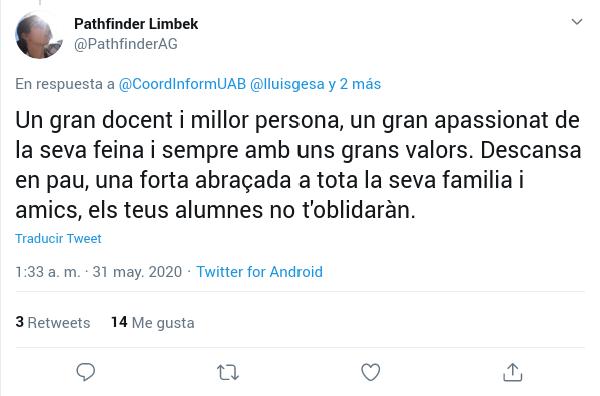 Pathfinder Limbek
@PathfinderAG
En respuesta a @CoordInformUAB @lluisgesa y 2 más
Un gran docent i millor persona, un gran apassionat de
la seva feina i sempre amb uns grans valors. Descansa
en pau, una forta abraçada a tota la seva familia i
amics, els teus alumnes no t'oblidaràn.
Traducir Tweet
1:33 a. m. · 31 may. 2020 · Twitter for Android
3 Retweets 14 Me gusta